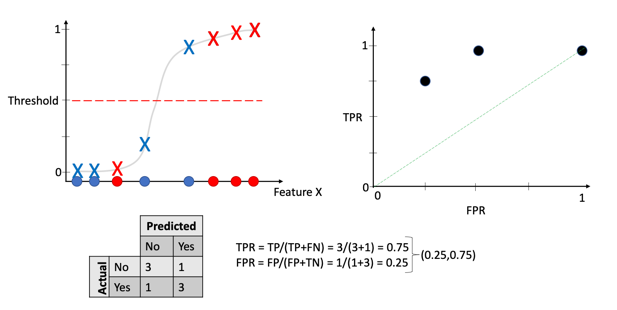 1
Threshold
0
Feature X
1
TPR
0
0
1
FPR
Predicted
No Yes
Actual
No 3 1
Yes 1 3
TPR = TP/(TP+FN) = 3/(3+1) = 0.75
FPR = FP/(FP+TN) = 1/(1+3) = 0.25
(0.25,0.75)